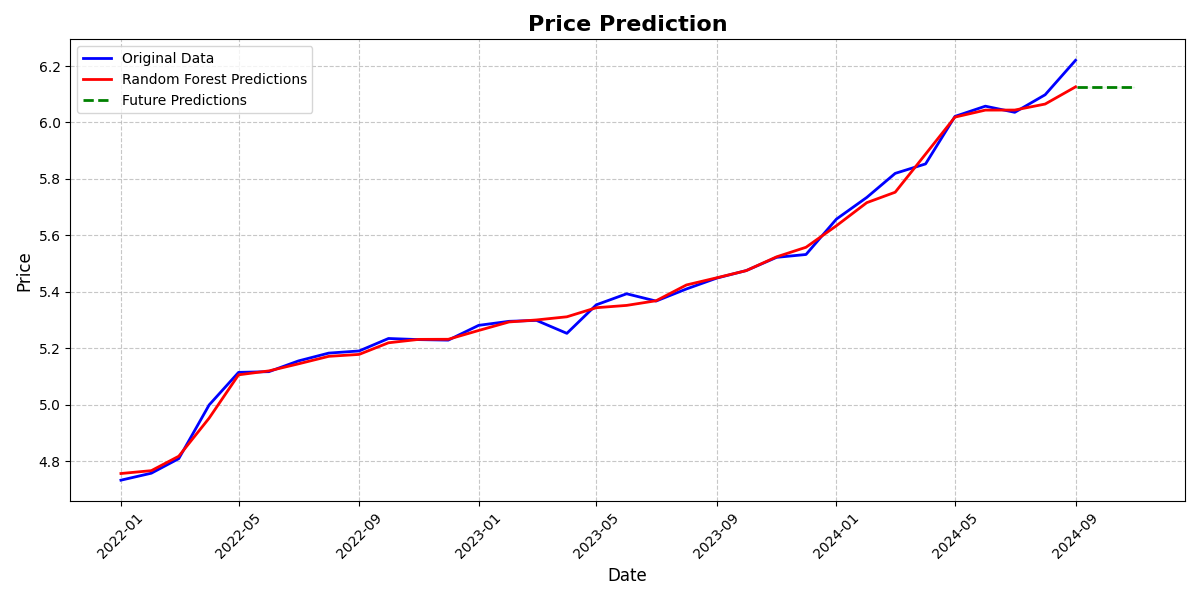 Price Prediction
Original Data
Random Forest Predictions
Future Predictions
Price
6.2
6.0
5.8
5.6
5.4
5.2
5.0
4.8
2022-01
2022-05
2022-09
2023-01
2023-05
2023-09
2024-01
2024-05
2024-09
Date